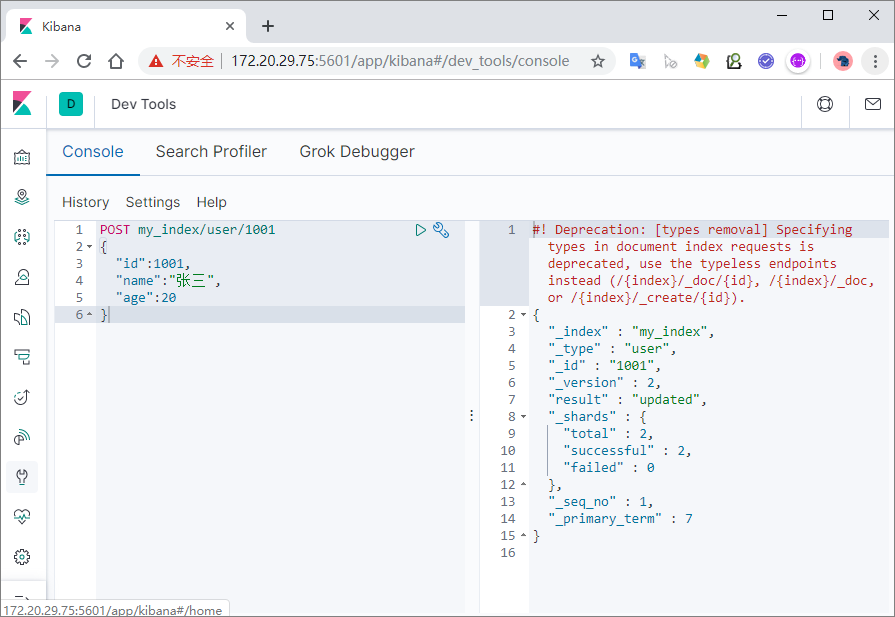 Kibana
不安全 172.20.29.75:5601/app/kibana#/dev_tools/console
D Dev Tools
Console Search Profiler Grok Debugger
History Settings Help
1 POST my_index/user/1001
2 {
3 "id":1001,
4 "name":"张三",
5 "age":20
6 }
1 #! Deprecation: [types removal] Specifying
types in document index requests is
deprecated, use the typeless endpoints
instead (/{index}/_doc/{id}, /{index}/_doc,
or /{index}/_create/{id}).
2 {
3 "_index" : "my_index",
4 "_type" : "user",
5 "_id" : "1001",
6 "_version" : 2,
7 "result" : "updated",
8 "_shards" : {
9 "total" : 2,
10 "successful" : 2,
11 "failed" : 0
12 },
13 "_seq_no" : 1,
14 "_primary_term" : 7
15 }
16
172.20.29.75:5601/app/kibana#/home